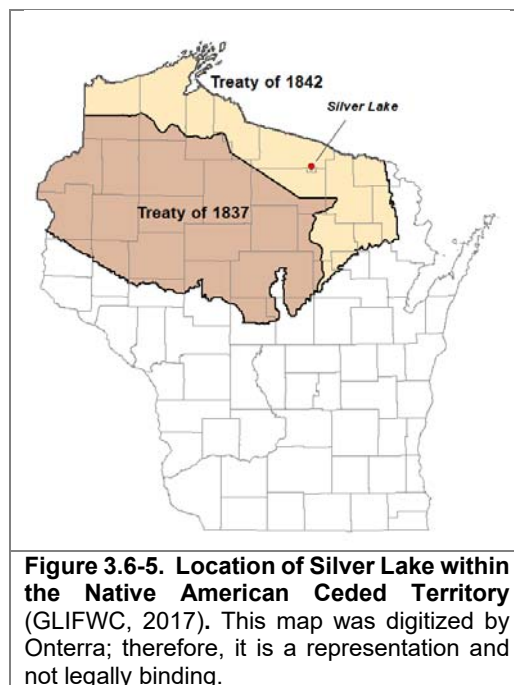 Treaty of 1842
Silver Lake
Treaty of 1837
Figure 3.6-5. Location of Silver Lake within
the Native American Ceded Territory
(GLIFWC, 2017). This map was digitized by
Onterra; therefore, it is a representation and
not legally binding.